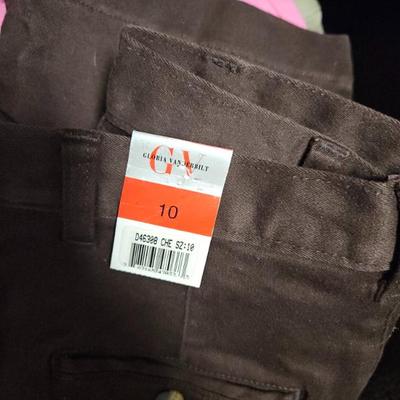 GV
GLORIA VANDERBILT
10
D46308 CHE SZ:10